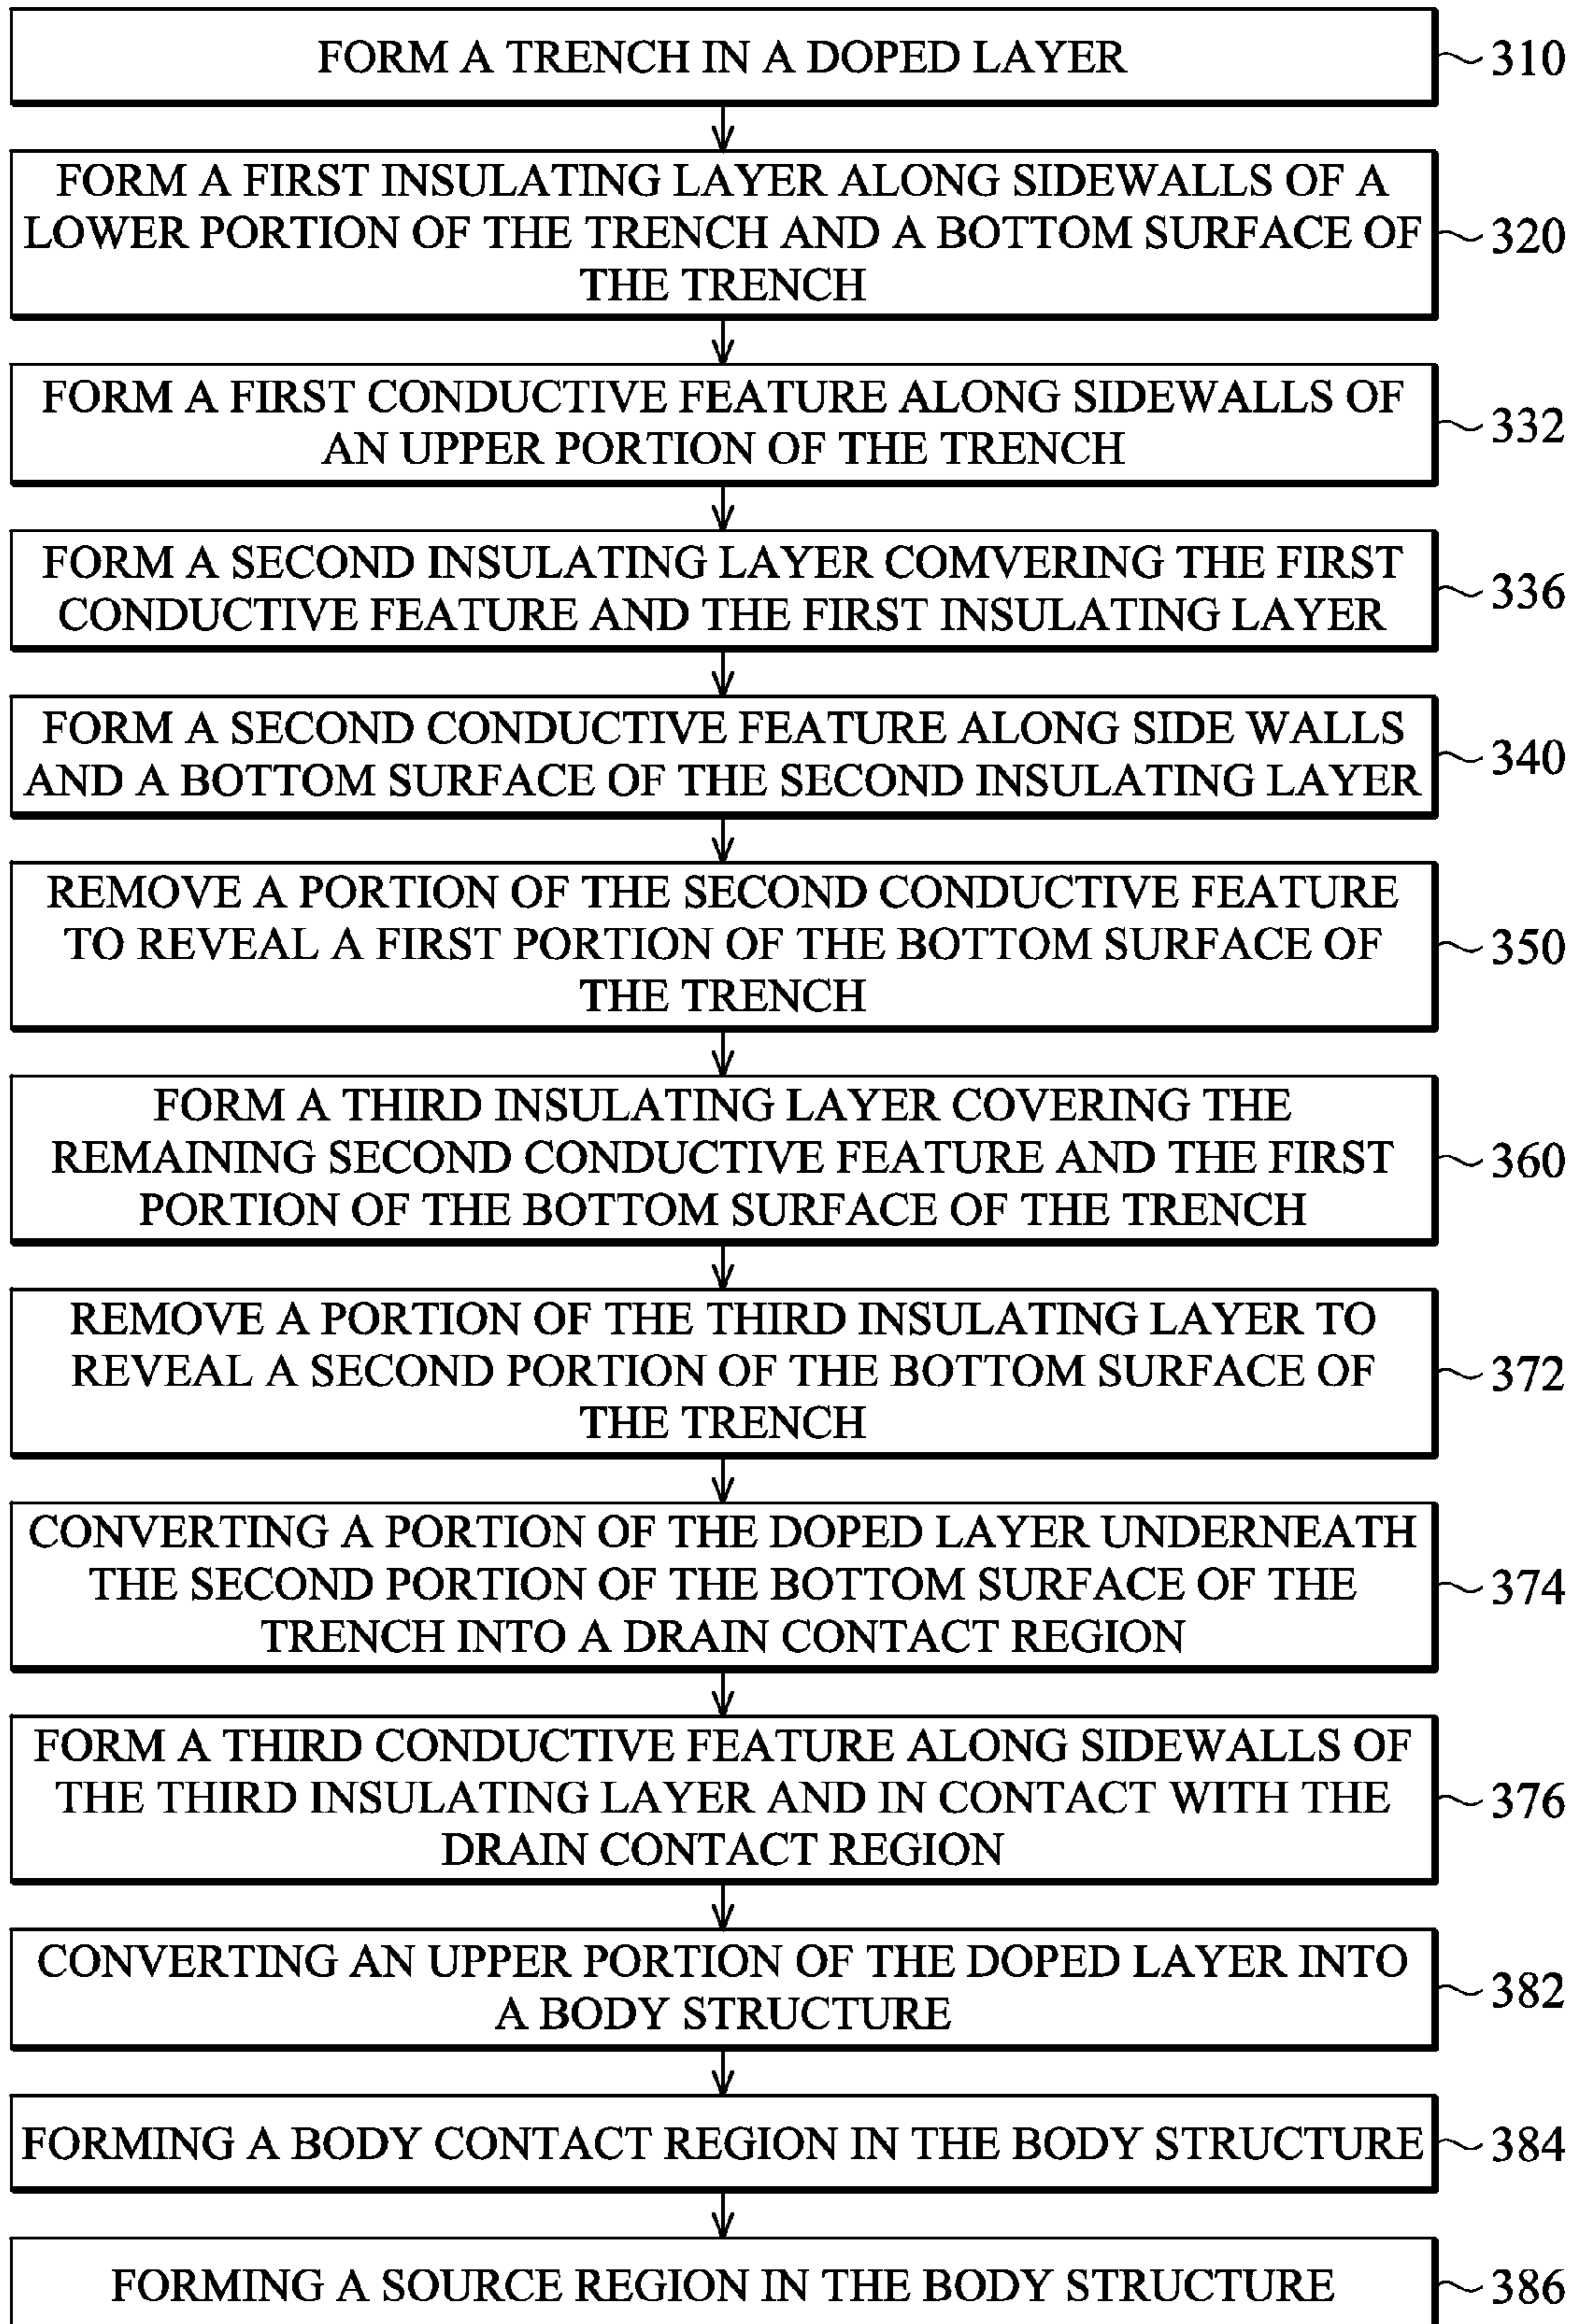 FORM A TRENCH IN A DOPED LAYER
310
FORM A FIRST INSULATING LAYER ALONG SIDEWALLS OF A
LOWER PORTION OF THE TRENCH AND A BOTTOM SURFACE OF
THE TRENCH
320
FORM A FIRST CONDUCTIVE FEATURE ALONG SIDEWALLS OF
AN UPPER PORTION OF THE TRENCH
332
FORM A SECOND INSULATING LAYER COMVERING THE FIRST
CONDUCTIVE FEATURE AND THE FIRST INSULATING LAYER
336
FORM A SECOND CONDUCTIVE FEATURE ALONG SIDE WALLS
AND A BOTTOM SURFACE OF THE SECOND INSULATING LAYER
340
REMOVE A PORTION OF THE SECOND CONDUCTIVE FEATURE
TO REVEAL A FIRST PORTION OF THE BOTTOM SURFACE OF
THE TRENCH
350
FORM A THIRD INSULATING LAYER COVERING THE
REMAINING SECOND CONDUCTIVE FEATURE AND THE FIRST
PORTION OF THE BOTTOM SURFACE OF THE TRENCH
360
REMOVE A PORTION OF THE THIRD INSULATING LAYER TO
REVEAL A SECOND PORTION OF THE BOTTOM SURFACE OF
THE TRENCH
372
CONVERTING A PORTION OF THE DOPED LAYER UNDERNEATH
THE SECOND PORTION OF THE BOTTOM SURFACE OF THE
TRENCH INTO A DRAIN CONTACT REGION
374
FORM A THIRD CONDUCTIVE FEATURE ALONG SIDEWALLS OF
THE THIRD INSULATING LAYER AND IN CONTACT WITH THE
DRAIN CONTACT REGION
376
CONVERTING AN UPPER PORTION OF THE DOPED LAYER INTO
A BODY STRUCTURE
382
FORMING A BODY CONTACT REGION IN THE BODY STRUCTURE
384
FORMING A SOURCE REGION IN THE BODY STRUCTURE
386